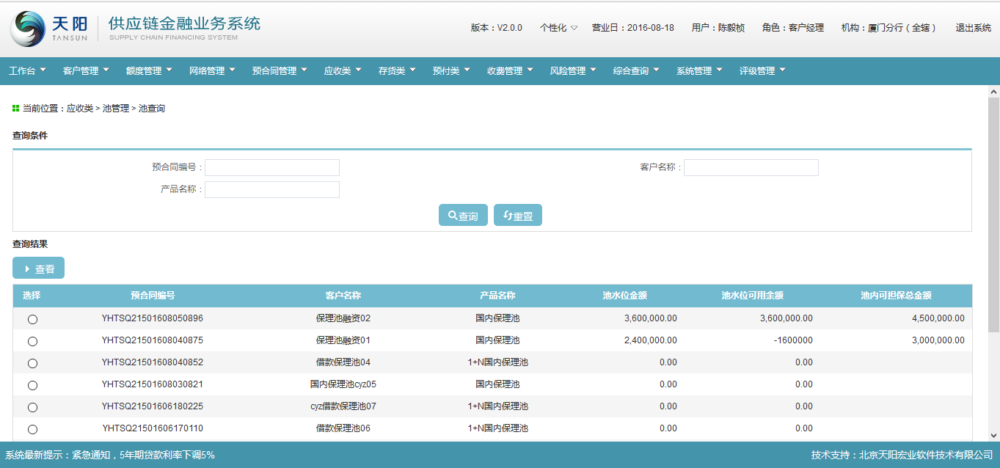 天阳 TANSUN 供应链金融业务系统 SUPPLY CHAIN FINANCING SYSTEM
版本：V2.0.0 个性化 营业日：2016-08-18 用户：陈毅桢 角色：客户经理 机构：厦门分行（全辖） 退出系统
工作台 客户管理 额度管理 网络管理 预合同管理 应收类 存货类 预付类 收费管理 风险管理 综合查询 系统管理 评级管理
当前位置：应收类 > 池管理 > 池查询
查询条件
预合同编号： 客户名称：
产品名称：
查询 重置
查询结果
查看
选择 预合同编号 客户名称 产品名称 池水位金额 池水位可用余额 池内可担保总金额
YHTSQ21501608050896 保理池融资02 国内保理池 3,600,000.00 3,600,000.00 4,500,000.00
YHTSQ21501608040875 保理池融资01 国内保理池 2,400,000.00 -1600000 3,000,000.00
YHTSQ21501608040852 借款保理池04 1+N国内保理池 0.00 0.00
YHTSQ21501608030821 国内保理池cyz05 国内保理池 0.00 0.00
YHTSQ21501606180225 cyz借款保理池07 1+N国内保理池 0.00 0.00
YHTSQ21501606170110 借款保理池06 1+N国内保理池 0.00 0.00
系统最新提示：紧急通知，5年期贷款利率下调5% 技术支持：北京天阳宏业软件技术有限公司